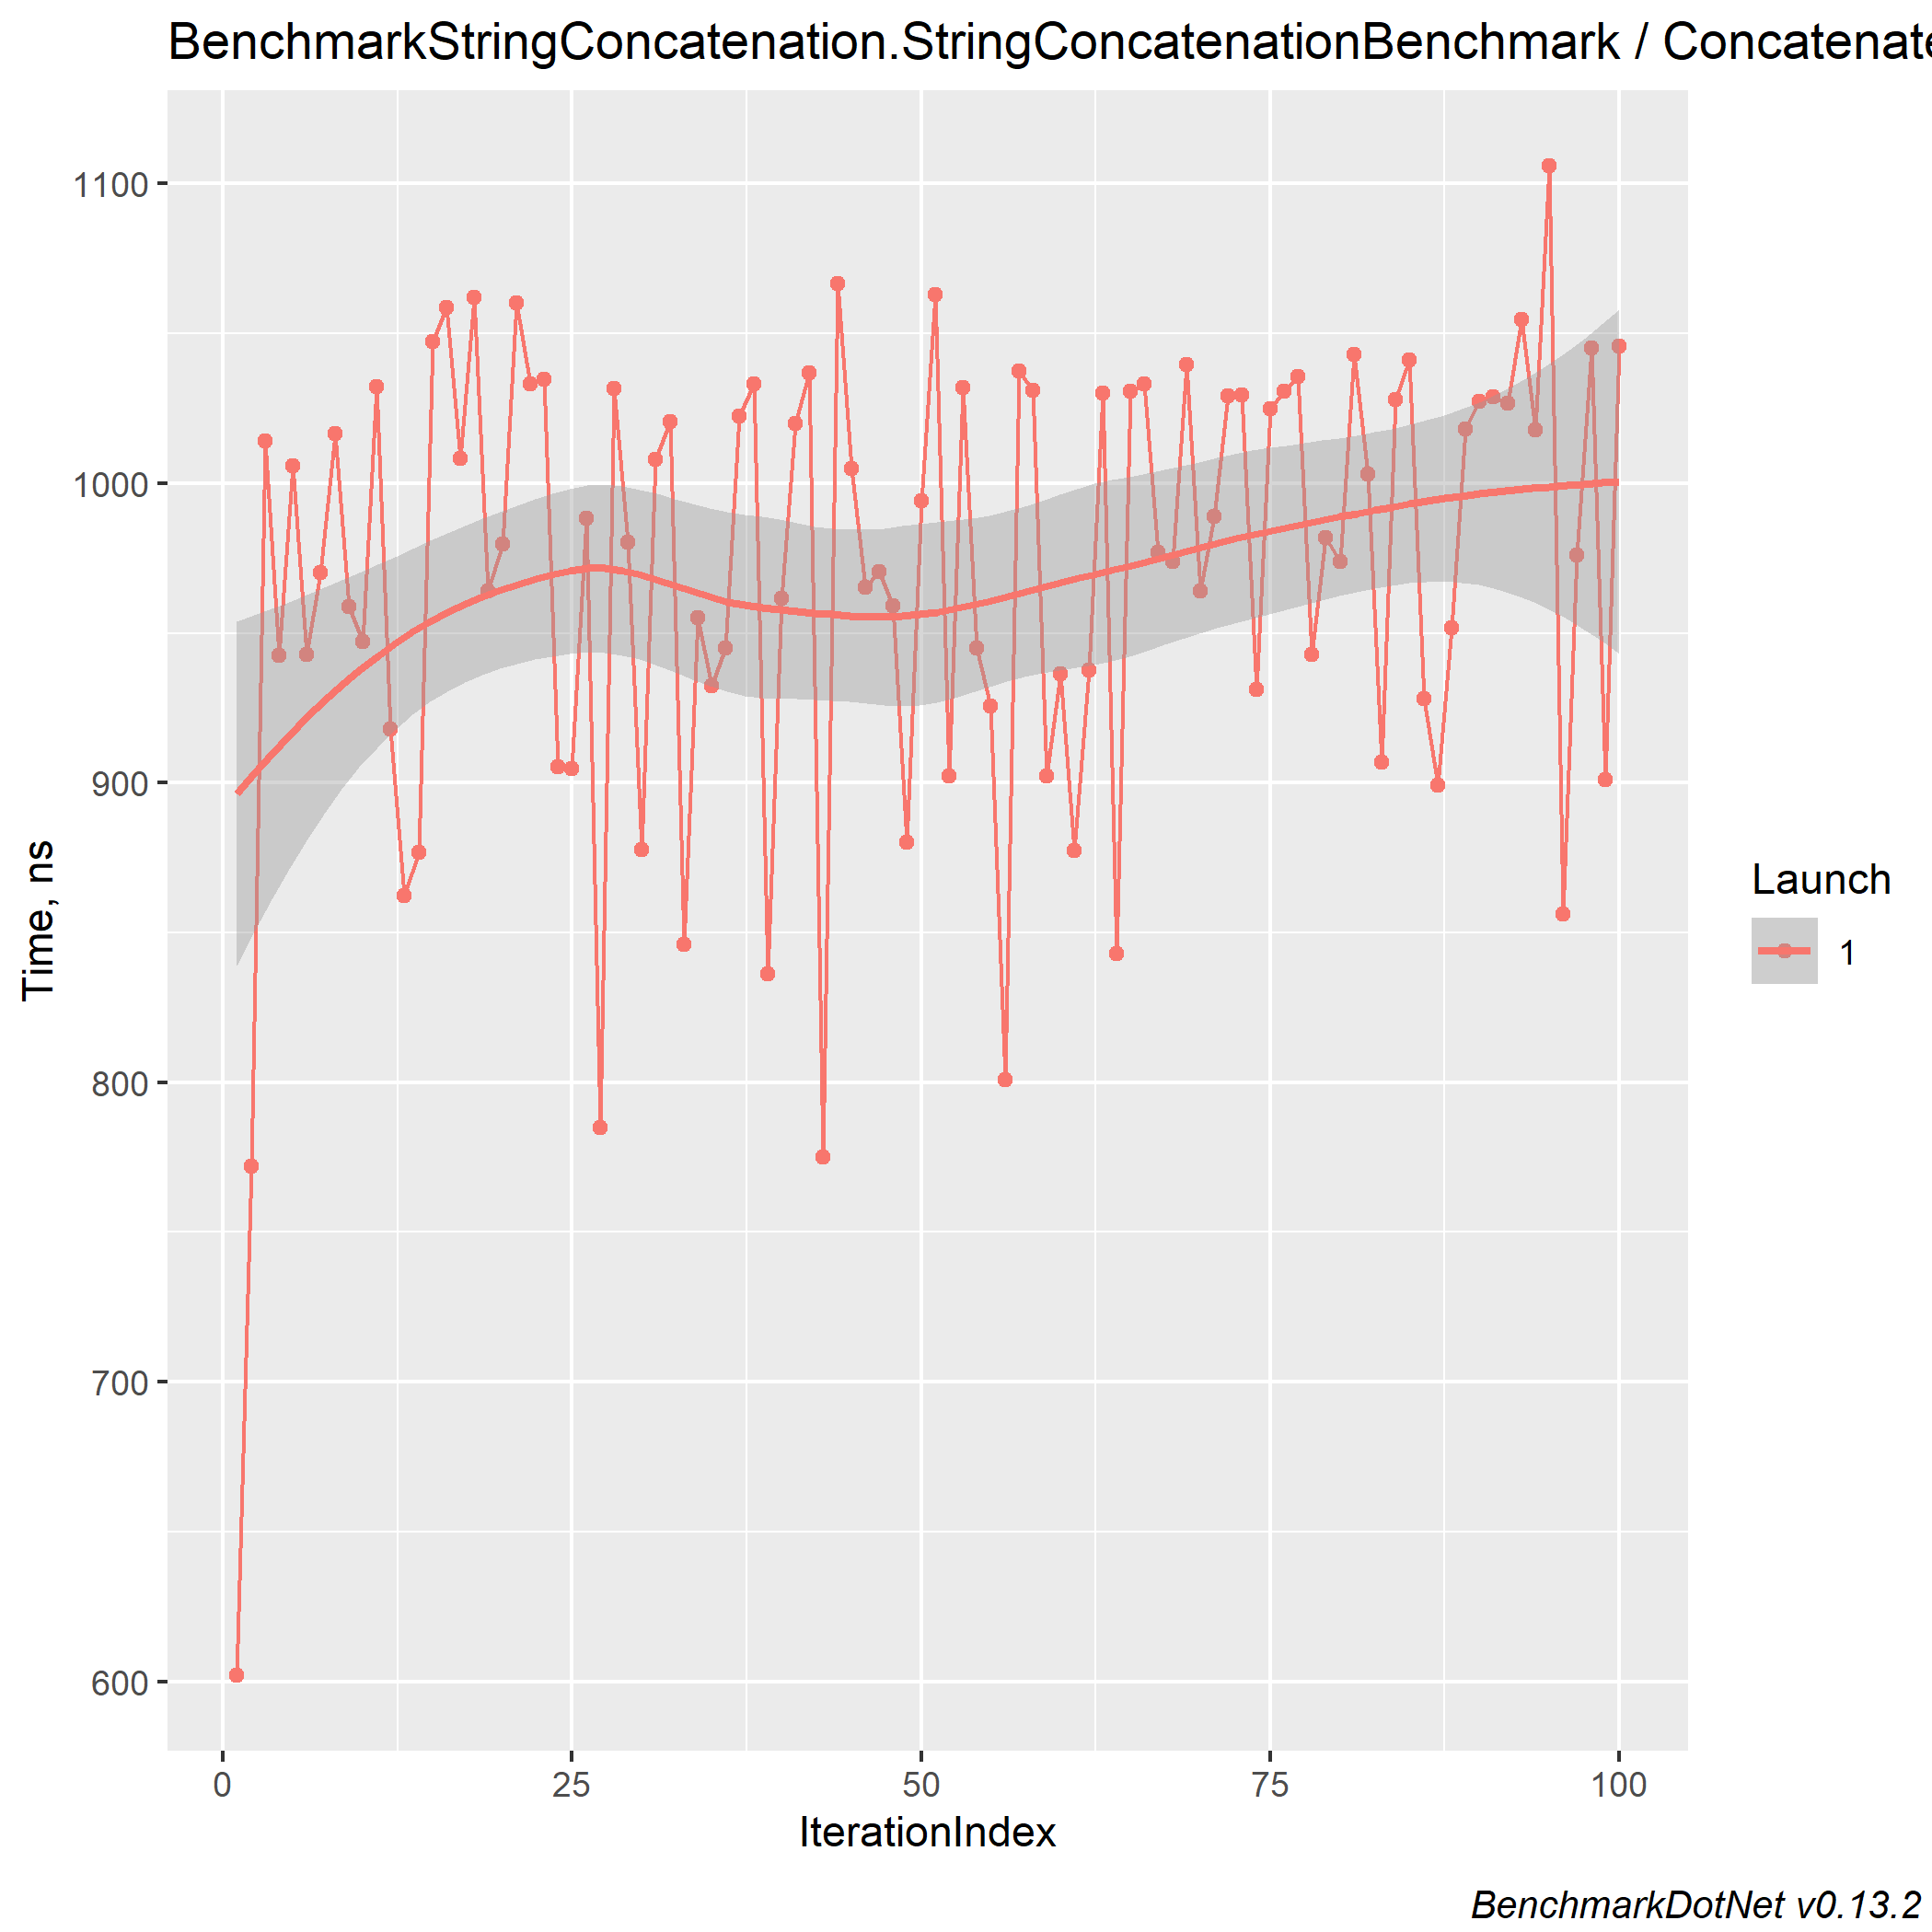 BenchmarkStringConcatenation.StringConcatenationBenchmark / Concatenate
1100
1000
900
800
700
600
Time, ns
0 25 50 75 100
IterationIndex
Launch
1
BenchmarkDotNet v0.13.2